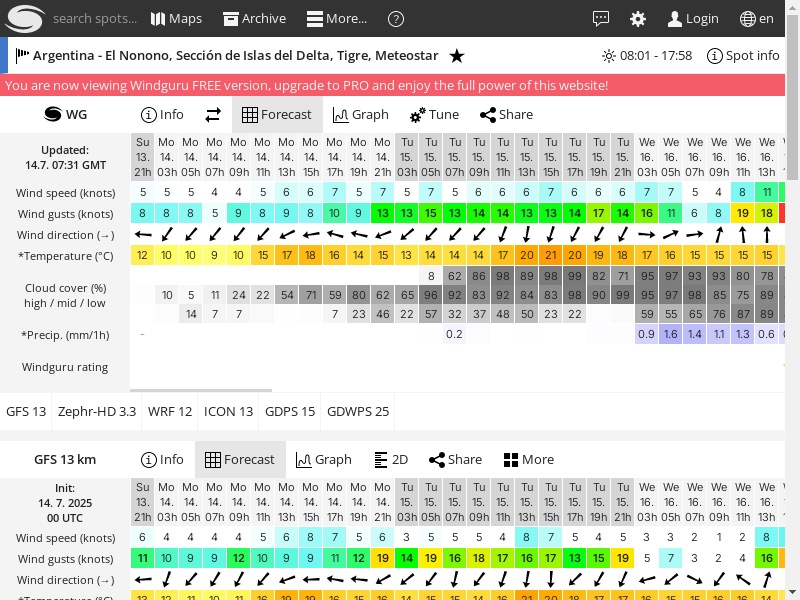 search spots... Maps Archive More... ? Login en
Argentina - El Nonono, Sección de Islas del Delta, Tigre, Meteostar ★ 08:01 - 17:58 Spot info
You are now viewing Windguru FREE version, upgrade to PRO and enjoy the full power of this website!
WG Info Forecast Graph Tune Share
Su Mo Mo Mo Mo Mo Mo Mo Mo Mo Mo Tu Tu Tu Tu Tu Tu Tu Tu Tu Tu We We We We We We
Updated: 13. 14. 14. 14. 14. 14. 14. 14. 14. 14. 14. 15. 15. 15. 15. 15. 15. 15. 15. 15. 15. 16. 16. 16. 16. 16. 16.
14.7. 07:31 GMT 21h 03h 05h 07h 09h 11h 13h 15h 17h 19h 21h 03h 05h 07h 09h 11h 13h 15h 17h 19h 21h 03h 05h 07h 09h 11h 13h
Wind speed (knots) 5 5 5 4 4 5 6 6 7 5 7 5 7 5 6 6 6 7 6 6 6 7 7 5 4 8 11
Wind gusts (knots) 8 8 8 5 9 8 9 8 10 9 13 13 15 13 14 14 13 13 14 17 14 16 11 6 8 19 18
Wind direction (→)
*Temperature (°C) 12 10 10 9 10 15 17 18 16 14 15 13 14 14 14 17 20 21 20 19 18 17 16 15 15 15 15
8 62 86 98 89 98 99 82 71 95 97 93 93 80 78
Cloud cover (%)
high / mid / low
10 5 11 24 22 54 71 59 80 62 65 96 92 83 92 84 83 98 90 99 95 97 98 85 75 89
14 7 7 7 23 46 22 57 32 37 48 50 23 22 59 55 65 76 87 89
*Precip. (mm/1h) - 0.2 0.9 1.6 1.4 1.1 1.3 0.6
Windguru rating
GFS 13 Zephr-HD 3.3 WRF 12 ICON 13 GDPS 15 GDWPS 25
GFS 13 km Info Forecast Graph 2D Share More
Su Mo Mo Mo Mo Mo Mo Mo Mo Mo Mo Tu Tu Tu Tu Tu Tu Tu Tu Tu Tu We We We We We We
Init:
14. 7. 2025 13. 14. 14. 14. 14. 14. 14. 14. 14. 14. 14. 15. 15. 15. 15. 15. 15. 15. 15. 15. 15. 16. 16. 16. 16. 16. 16.
00 UTC 21h 03h 05h 07h 09h 11h 13h 15h 17h 19h 21h 03h 05h 07h 09h 11h 13h 15h 17h 19h 21h 03h 05h 07h 09h 11h 13h
Wind speed (knots) 6 4 4 4 4 5 6 8 7 5 6 3 5 5 5 4 8 7 5 4 5 3 3 2 1 2 8
Wind gusts (knots) 11 10 9 9 12 10 9 9 11 12 19 14 19 16 18 17 16 17 13 15 19 5 7 3 2 4 16
Wind direction (→)